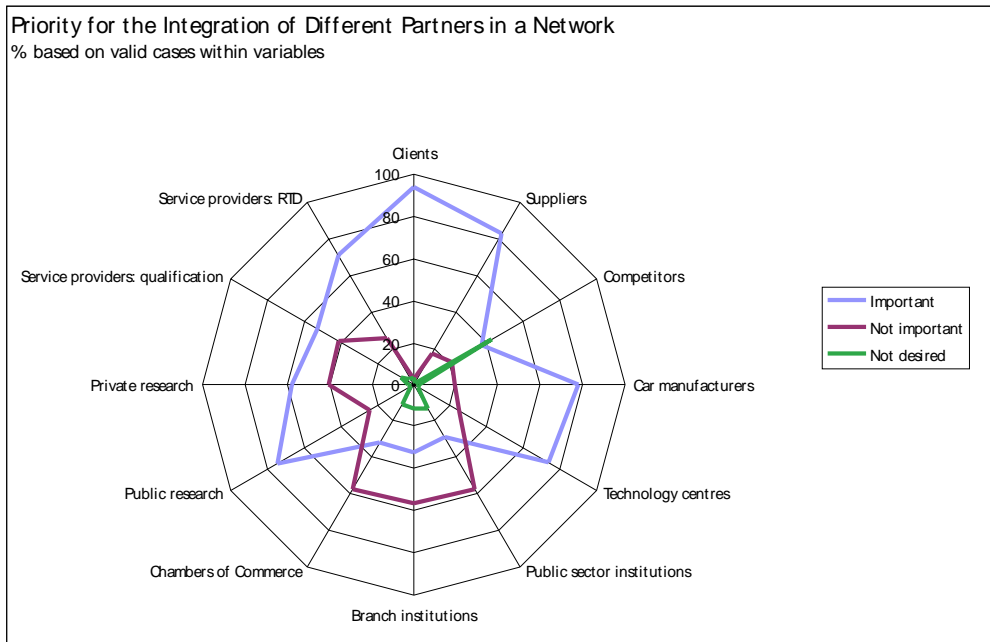 Priority for the Integration of Different Partners in a Network
% based on valid cases within variables
Clients
100
Service providers: RTD
Suppliers
80
Service providers: qualification
60
Competitors
40
20
Private research
0
Car manufacturers
Public research
Technology centres
Chambers of Commerce
Public sector institutions
Branch institutions
Important
Not important
Not desired